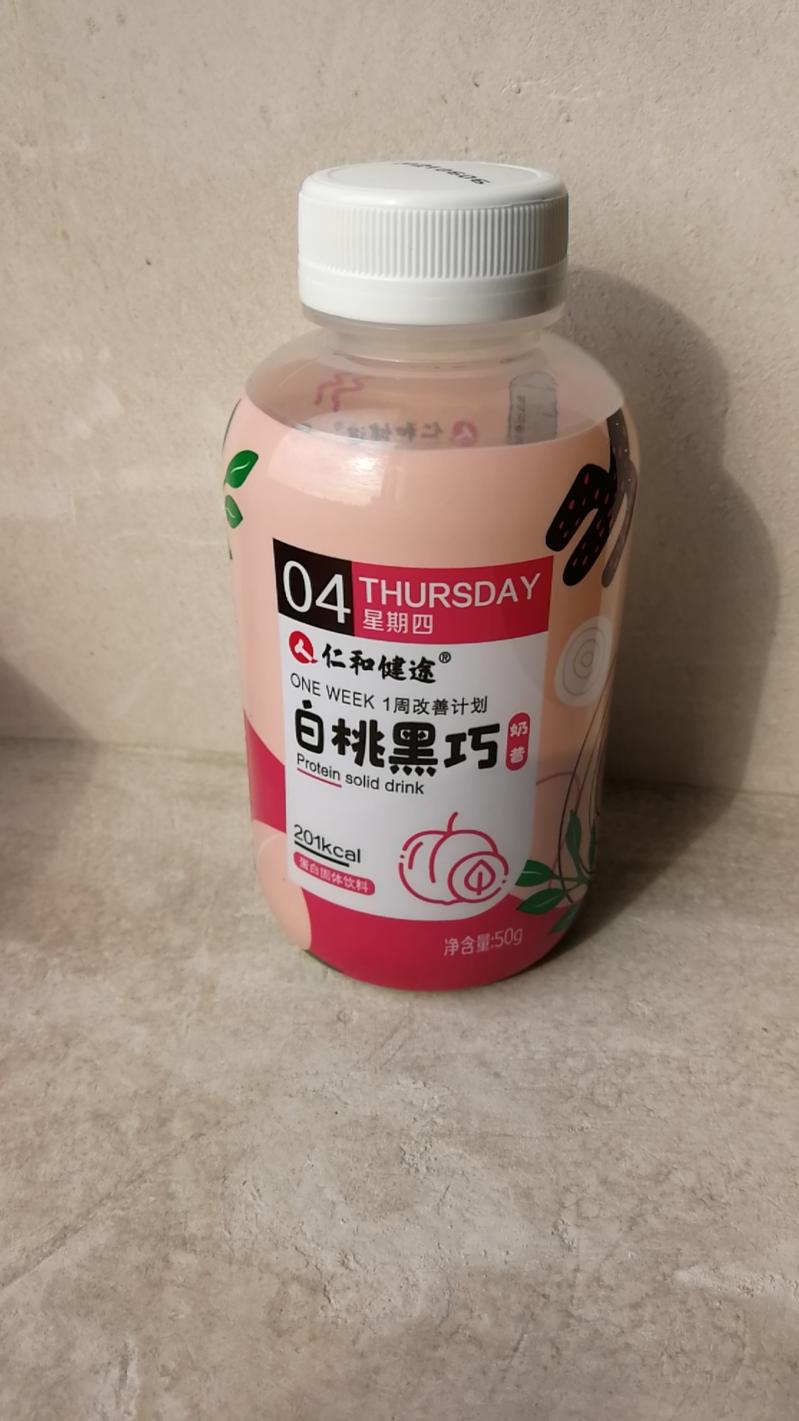 04 THURSDAY
星期四
仁和健途®
ONE WEEK 1周改善计划
白桃黑巧 奶昔
Protein solid drink
201kcal
蛋白固体饮料
净含量:50g